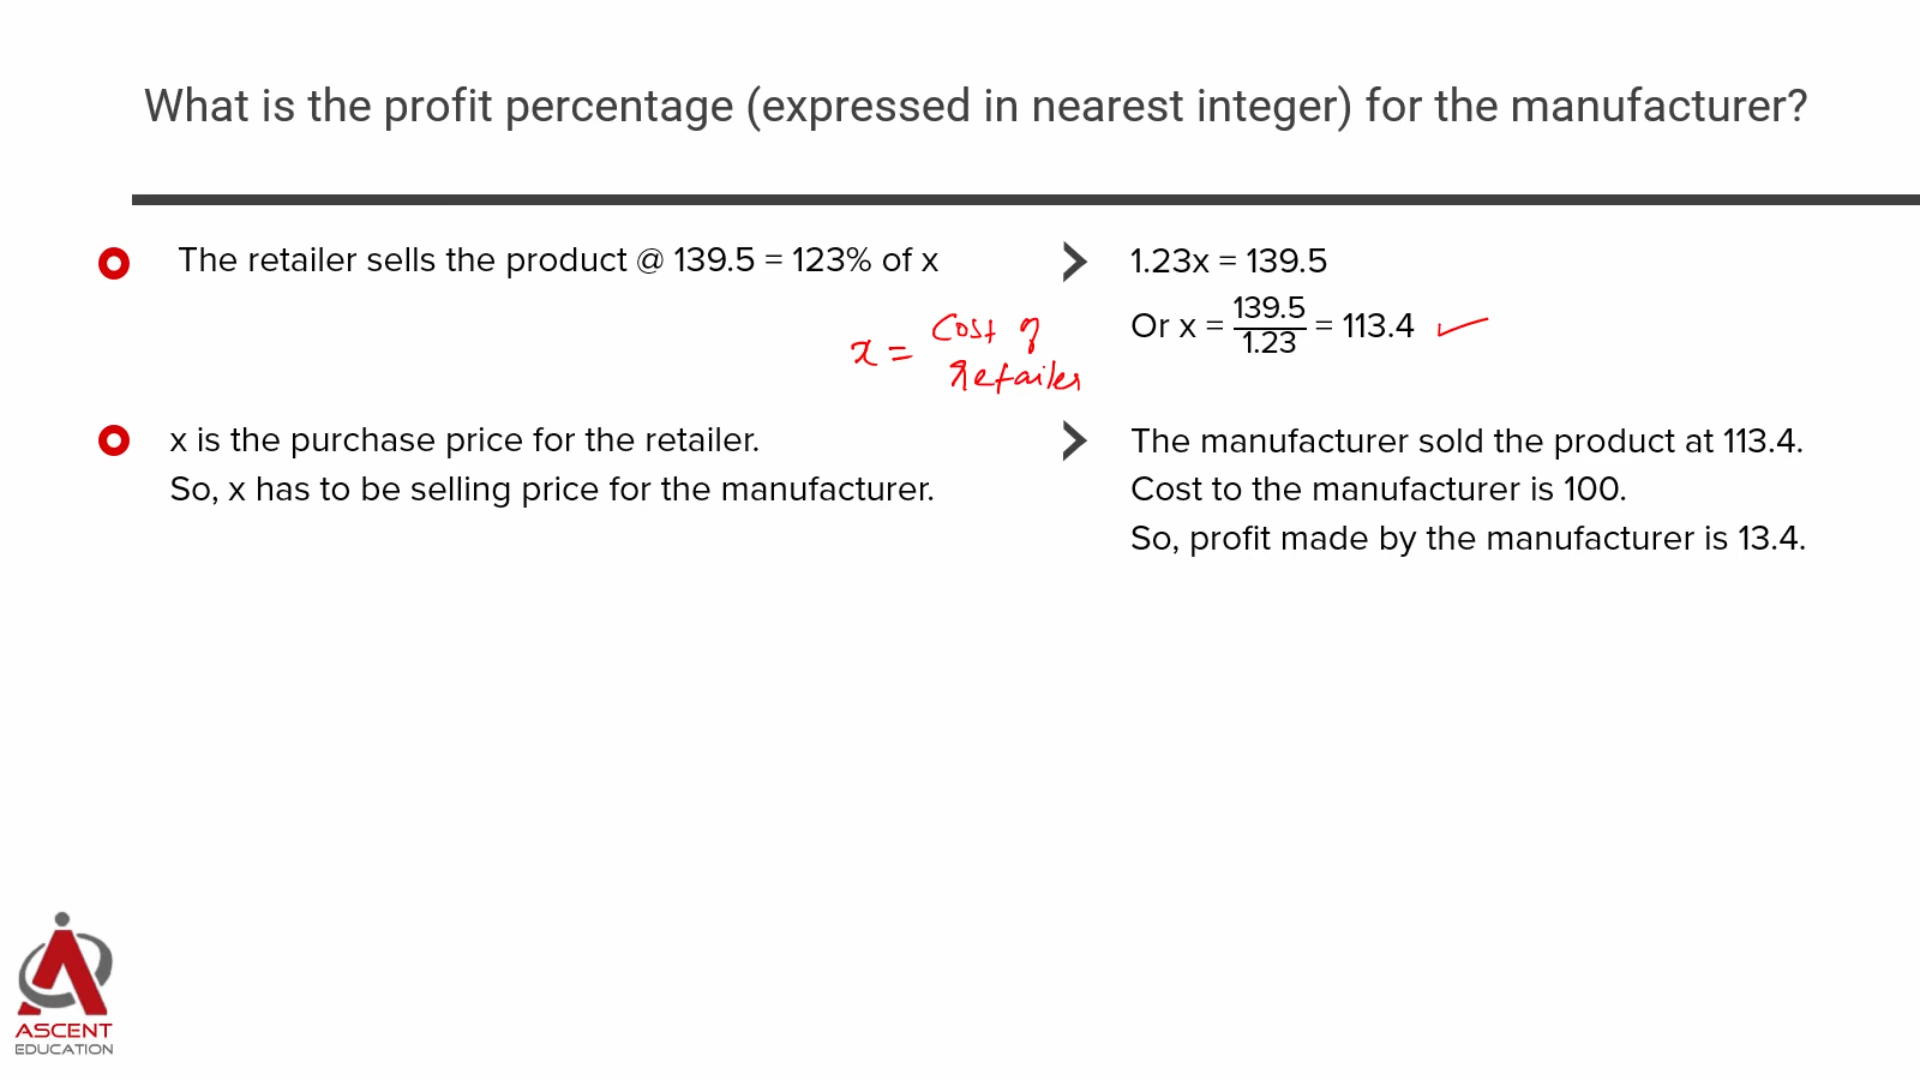 What is the profit percentage (expressed in nearest integer) for the manufacturer?
The retailer sells the product @ 139.5 = 123% of x
1.23x = 139.5
Or x = 139.5/1.23 = 113.4
x = Cost of
Retailer
x is the purchase price for the retailer.
So, x has to be selling price for the manufacturer.
The manufacturer sold the product at 113.4.
Cost to the manufacturer is 100.
So, profit made by the manufacturer is 13.4.
ASCENT
EDUCATION